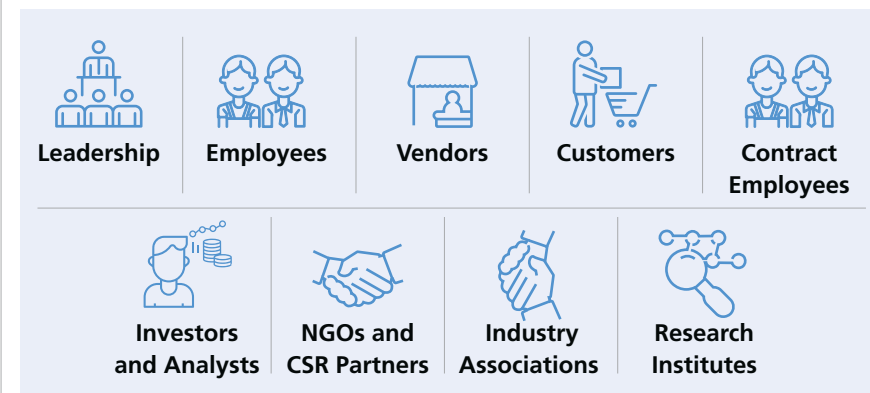 Leadership
Employees
Vendors
Customers
Contract
Employees
Investors
and Analysts
NGOs and
CSR Partners
Industry
Associations
Research
Institutes